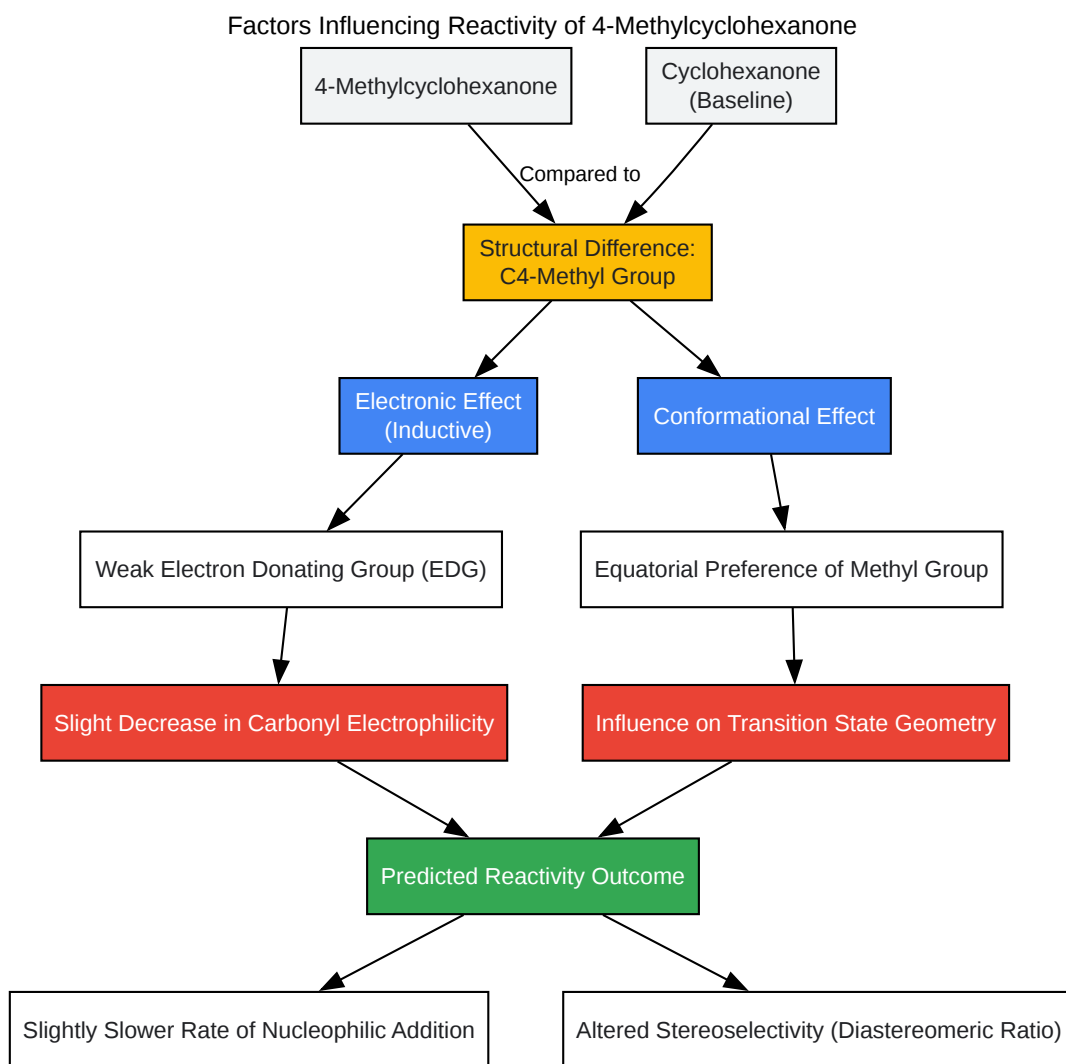 Factors Influencing Reactivity of 4-Methylcyclohexanone
4-Methylcyclohexanone
Cyclohexanone
(Baseline)
Compared to
Structural Difference:
C4-Methyl Group
Electronic Effect
(Inductive)
Conformational Effect
Weak Electron Donating Group (EDG)
Equatorial Preference of Methyl Group
Slight Decrease in Carbonyl Electrophilicity
Influence on Transition State Geometry
Predicted Reactivity Outcome
Slightly Slower Rate of Nucleophilic Addition
Altered Stereoselectivity (Diastereomeric Ratio)